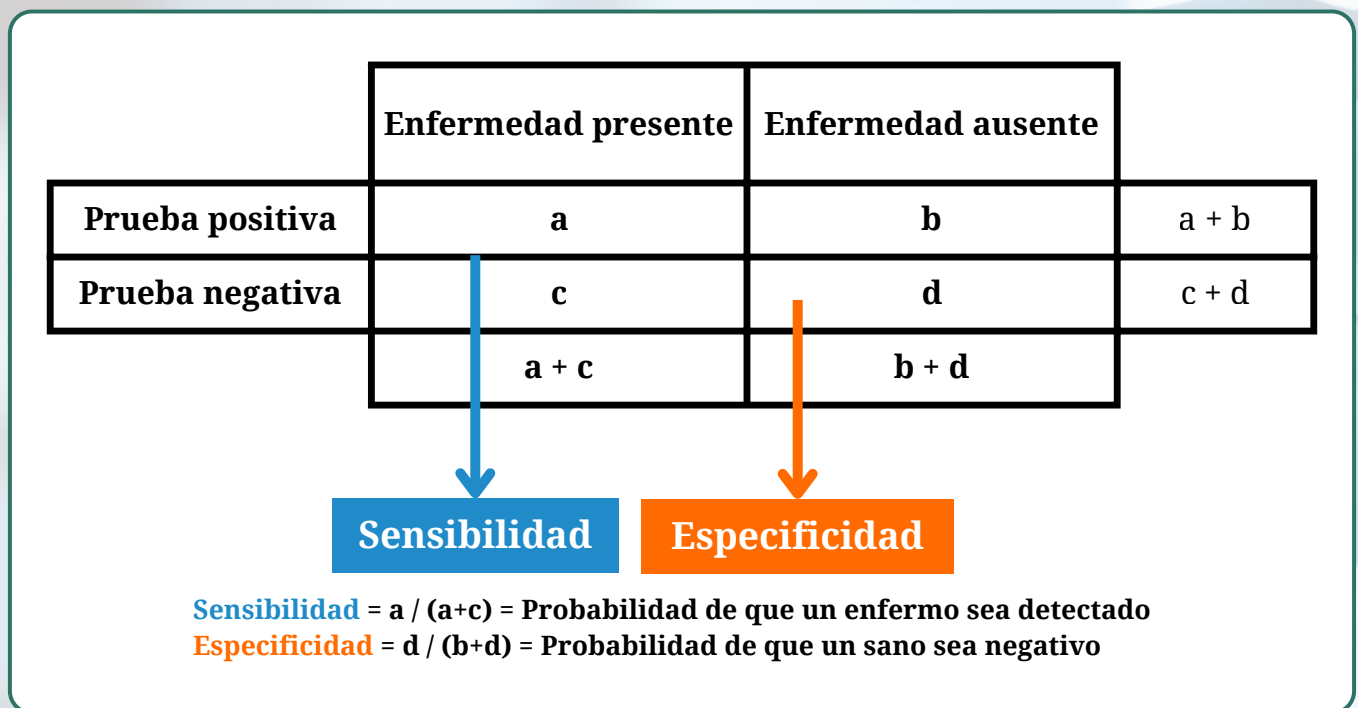 Enfermedad presente Enfermedad ausente
Prueba positiva a b a + b
Prueba negativa c d c + d
a + c b + d
Sensibilidad Especificidad
Sensibilidad = a / (a+c) = Probabilidad de que un enfermo sea detectado
Especificidad = d / (b+d) = Probabilidad de que un sano sea negativo